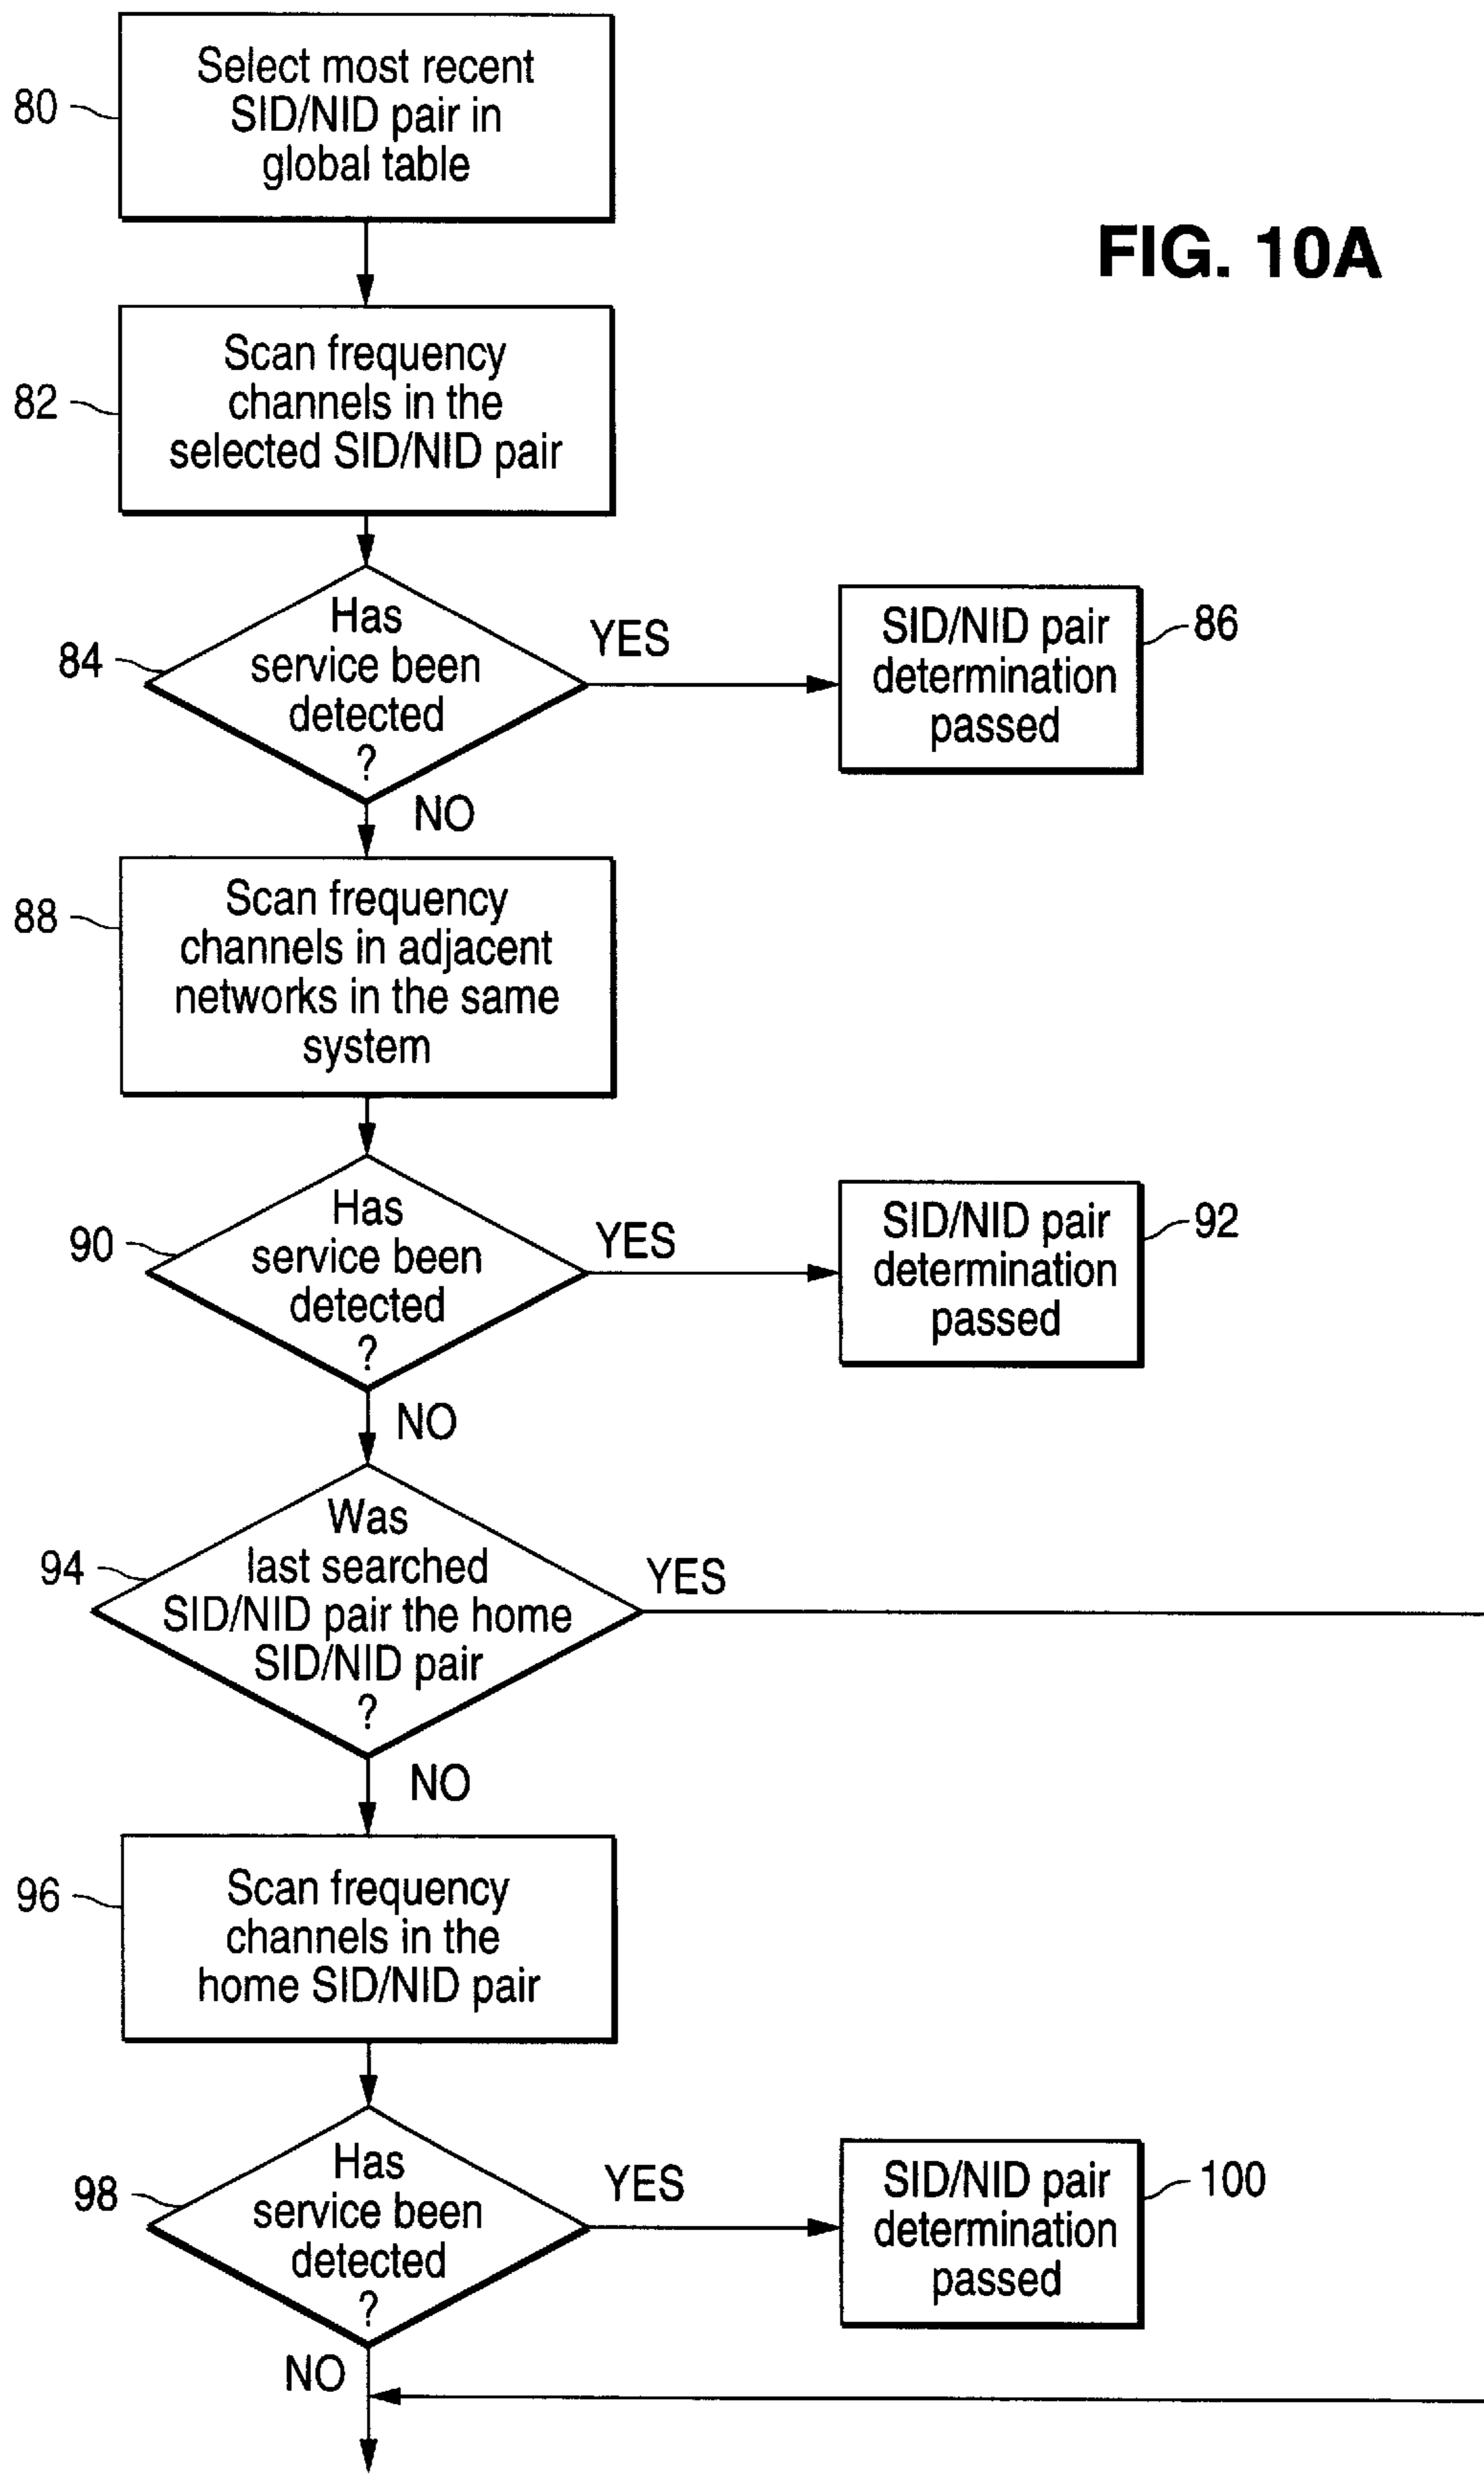 80
Select most recent
SID/NID pair in
global table
FIG. 10A
82
Scan frequency
channels in the
selected SID/NID pair
84
Has
service been
detected
?
YES
SID/NID pair
determination
passed
86
NO
88
Scan frequency
channels in adjacent
networks in the same
system
90
Has
service been
detected
?
YES
SID/NID pair
determination
passed
92
NO
94
Was
last searched
SID/NID pair the home
SID/NID pair
?
YES
NO
96
Scan frequency
channels in the
home SID/NID pair
98
Has
service been
detected
?
YES
SID/NID pair
determination
passed
100
NO